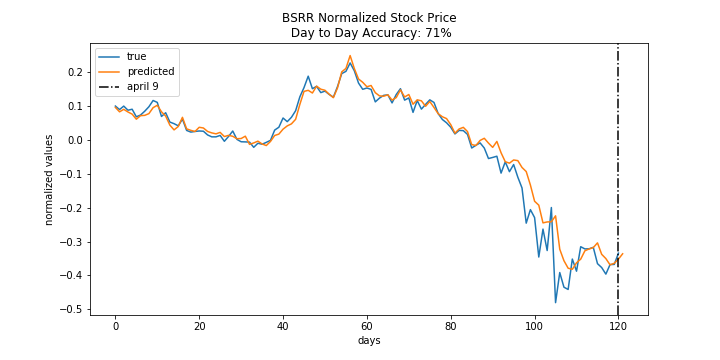 BSRR Normalized Stock Price
Day to Day Accuracy: 71%
true
predicted
april 9
normalized values
0.2
0.1
0.0
−0.1
−0.2
−0.3
−0.4
−0.5
0 20 40 60 80 100 120
days